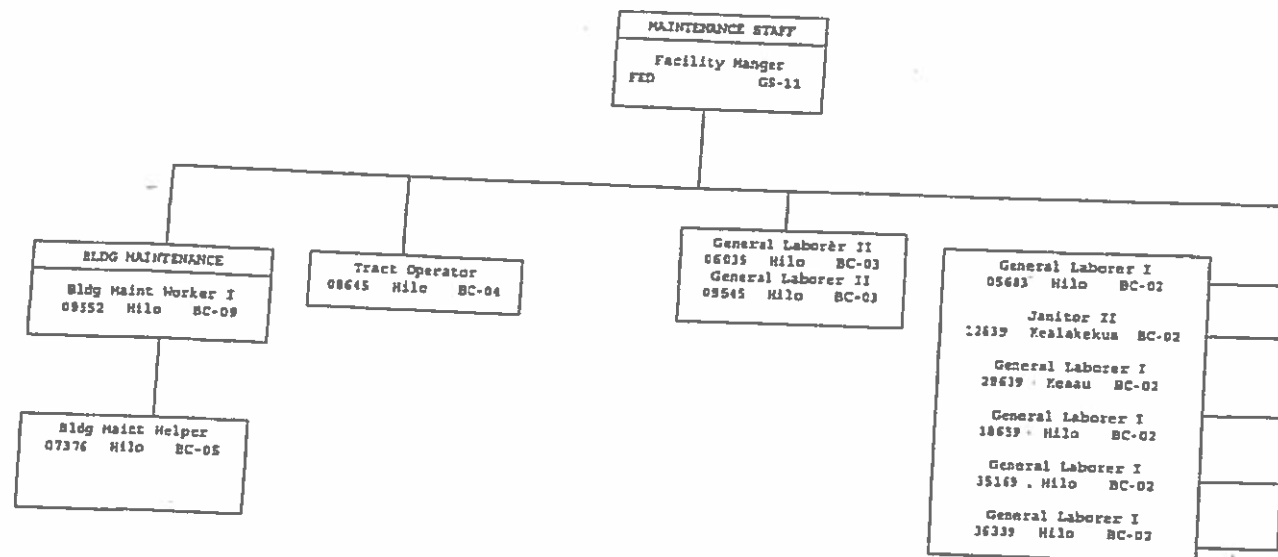 MAINTENANCE STAFF
Facility Manger
FED GS-11
BLDG MAINTENANCE
Bldg Maint Worker I
09552 Hilo BC-09
Bldg Maint Helper
07376 Hilo BC-05
Tract Operator
08645 Hilo BC-04
General Laborer II
06035 Hilo BC-03
General Laborer II
09545 Hilo BC-03
General Laborer I
05683 Hilo BC-02
Janitor II
12639 Kealakekua BC-02
General Laborer I
28639 Keaau BC-02
General Laborer I
18659 Hilo BC-02
General Laborer I
35169 Hilo BC-02
General Laborer I
36339 Hilo BC-02